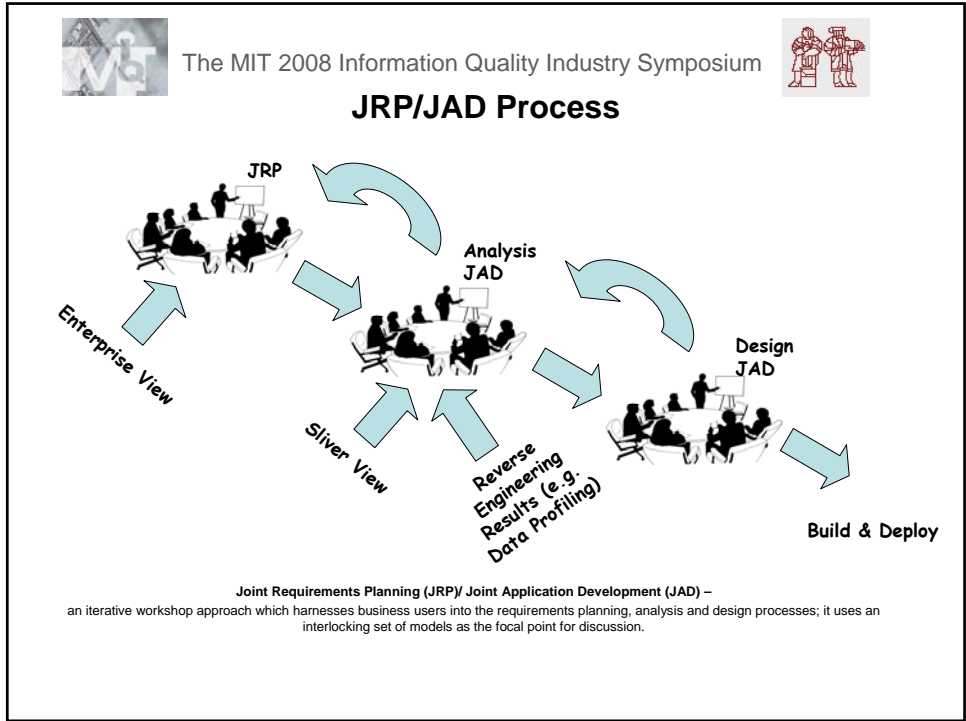 The MIT 2008 Information Quality Industry Symposium
JRP/JAD Process
JRP
Analysis
JAD
Design
JAD
Enterprise View
Sliver View
Reverse
Engineering
Results (e.g.
Data Profiling)
Build & Deploy
Joint Requirements Planning (JRP)/ Joint Application Development (JAD) –
an iterative workshop approach which harnesses business users into the requirements planning, analysis and design processes; it uses an
interlocking set of models as the focal point for discussion.